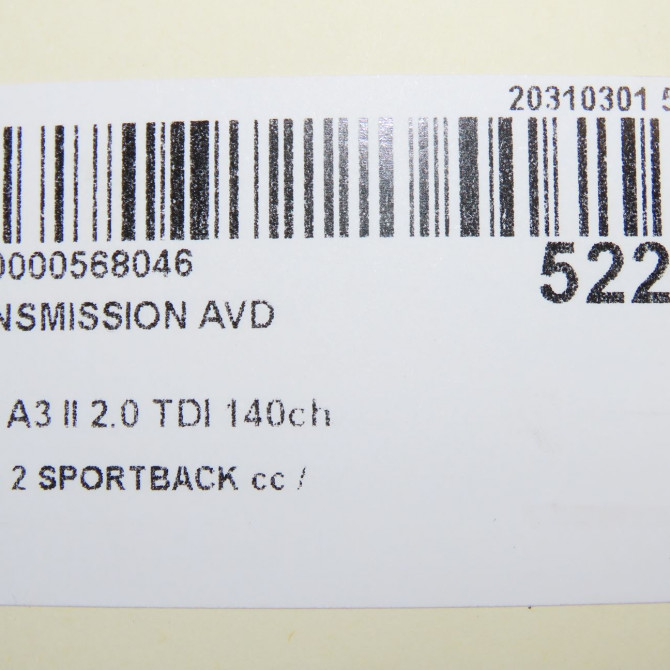 20310301 5
0000568046
522
NSMISSION AVD
A3 II 2.0 TDI 140ch
2 SPORTBACK cc /